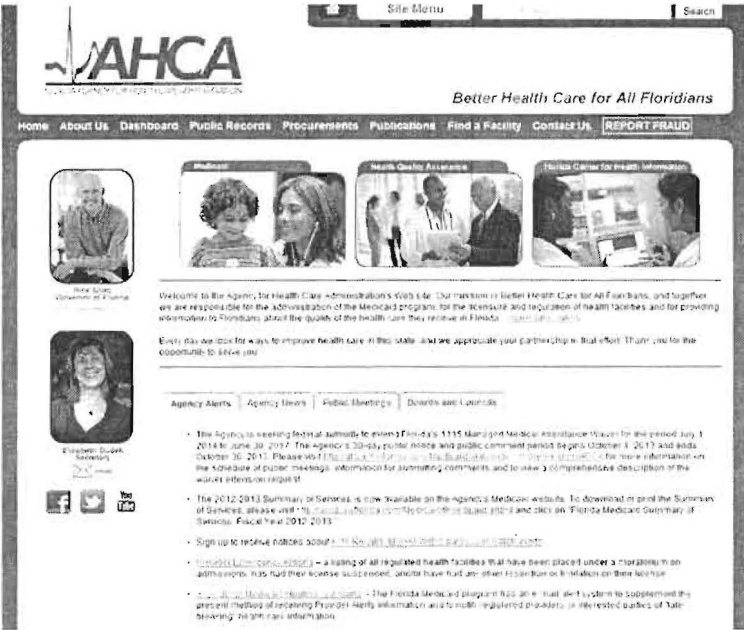 Site Menu
Search
AHCA
Better Health Care for All Floridians
Home About Us Dashboard Public Records Procurements Publications Find a Facility Contact Us REPORT FRAUD
Medicaid
Health Quality Assurance
Florida Center for Health Information
Rick Scott
Governor of Florida
Welcome to the Agency for Health Care Administration's Web site. Our mission is Better Health Care for All Floridians, and together
we are responsible for the administration of the Medicaid program, for the licensure and regulation of health facilities and for providing
information to Floridians about the quality of the health care they receive in Florida.
Every day we look for ways to improve health care in this state and we appreciate your partnership in that effort. Thank you for the
opportunity to serve you.
Elizabeth Dudek
Secretary
Agency Alerts
Agency News
Public Meetings
Boards and Councils
The Agency is seeking federal authority to extend Florida's 1115 Managed Medical Assistance Waiver for the period July 1,
2014 to June 30, 2017. The Agency's 30-day public notice and public comment period begins October 1, 2013 and ends
October 30, 2013. Please visit for more information on
the schedule of public meetings, information for submitting comments and to view a comprehensive description of the
waiver extension request.
The 2012-2013 Summary of Services is now available on the Agency's Medicaid website. To download or print the Summary
of Services, please visit and click on "Florida Medicaid Summary of
Services, Fiscal Year 2012-2013
Sign up to receive notices about
– a listing of all regulated health facilities that have been placed under a moratorium on
admissions, has had their license suspended, and/or have had any other restriction or limitation on their license.
- The Florida Medicaid program has an e-mail alert system to supplement the
present method of receiving Provider Alerts information and to notify registered providers or interested parties of "late-
breaking" health care information.
f
You
Tube